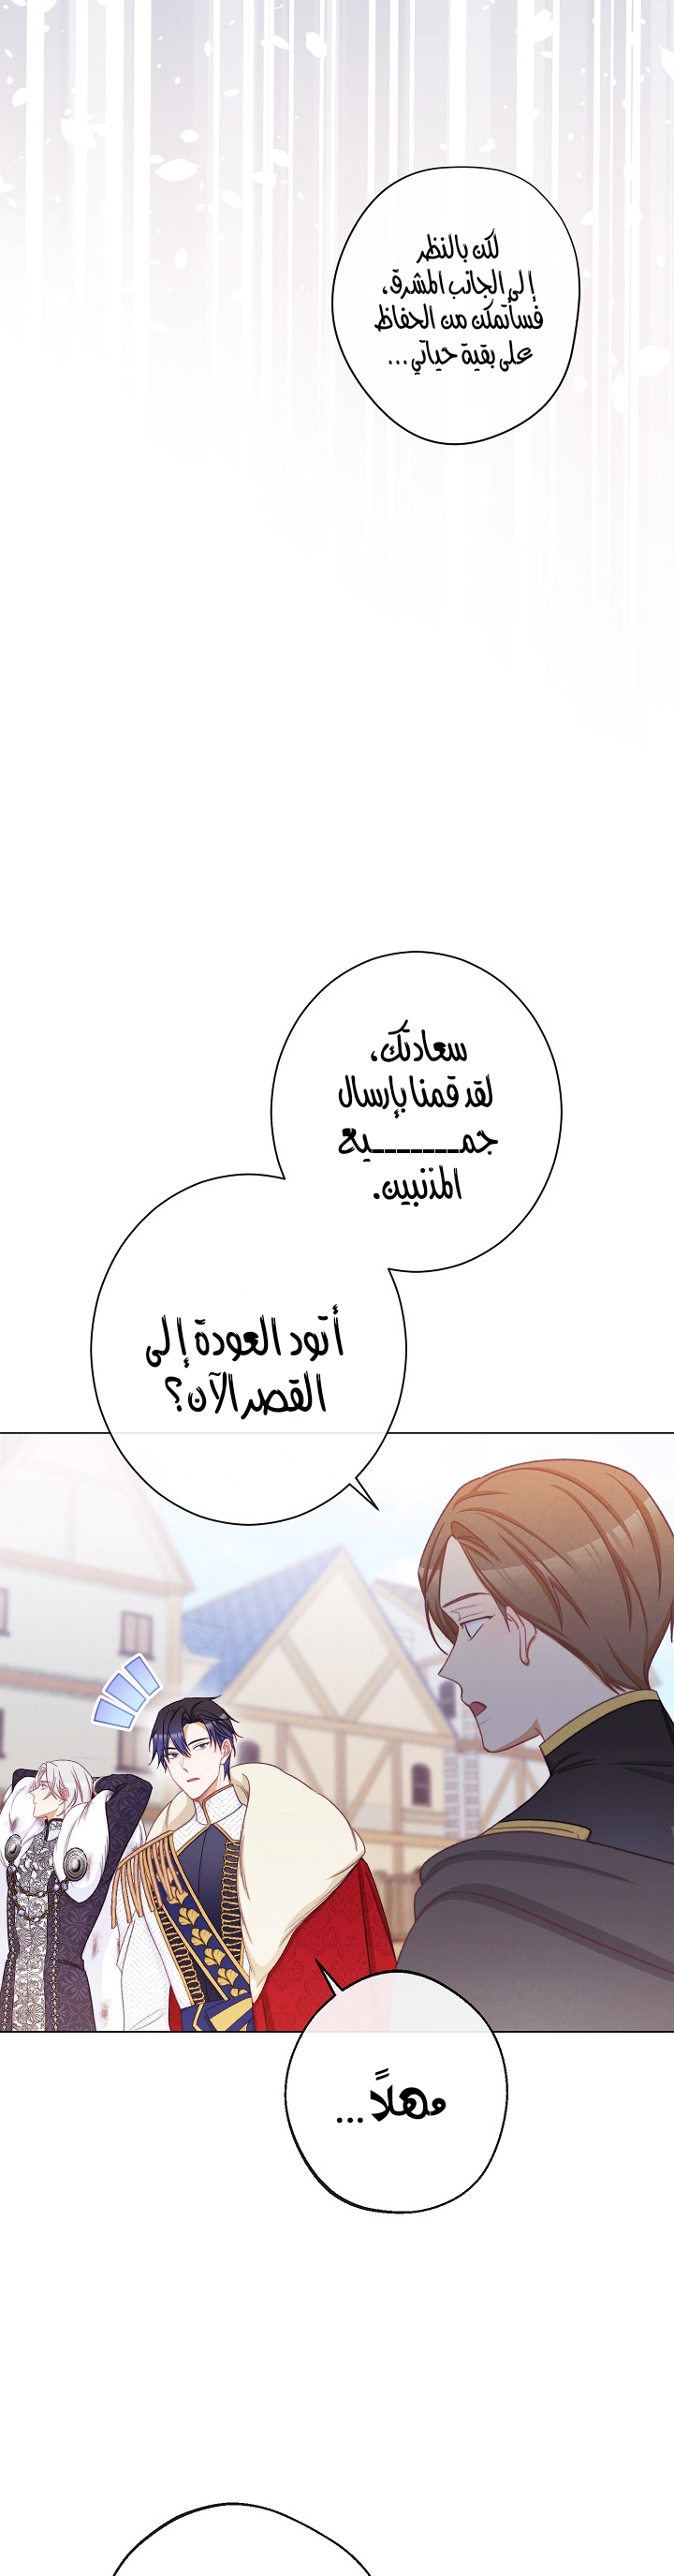 لكن بالنظر
إلى الجانب المشرق،
فسأتمكن من الحفاظ
على بقية حياتي...
سعادتك،
لقد قمنا بإرسال
جمـــــــيع
المذنبين.
أتود العودة إلى
القصر الآن؟
مهلاً...